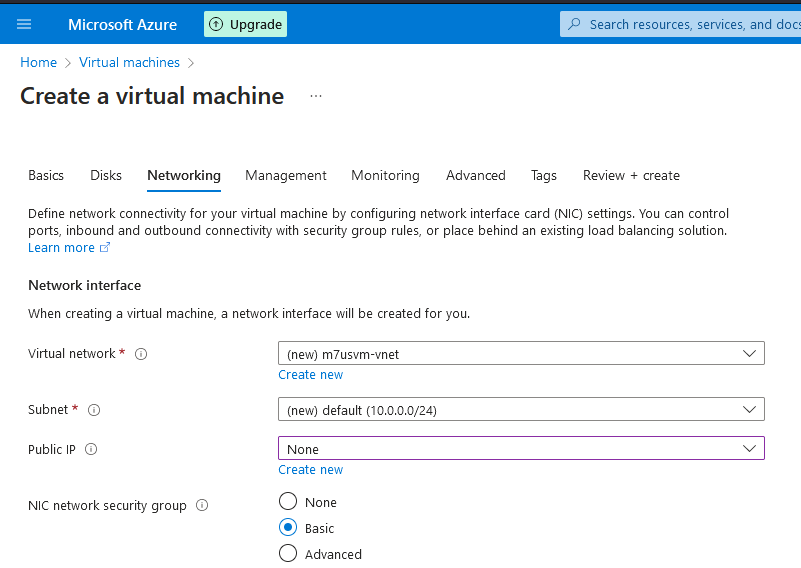 Microsoft Azure
Upgrade
Search resources, services, and docs
Home > Virtual machines >
Create a virtual machine ...
Basics Disks Networking Management Monitoring Advanced Tags Review + create
Define network connectivity for your virtual machine by configuring network interface card (NIC) settings. You can control
ports, inbound and outbound connectivity with security group rules, or place behind an existing load balancing solution.
Learn more
Network interface
When creating a virtual machine, a network interface will be created for you.
Virtual network *
(new) m7usvm-vnet
Create new
Subnet *
(new) default (10.0.0.0/24)
Public IP
None
Create new
NIC network security group
None
Basic
Advanced